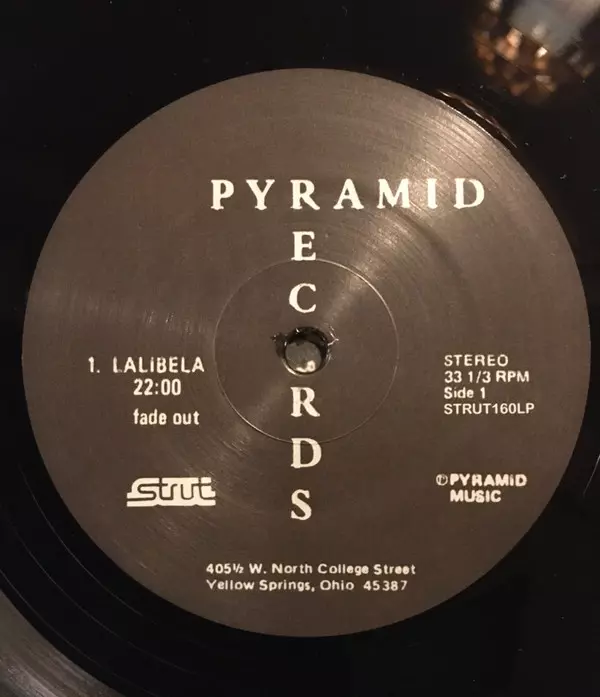 PYRAMID
RECORDS
1. LALIBELA
22:00
fade out
STEREO
33 1/3 RPM
Side 1
STRUT160LP
strut
Ⓟ PYRAMID
MUSIC
405½ W. North College Street
Yellow Springs, Ohio 45387